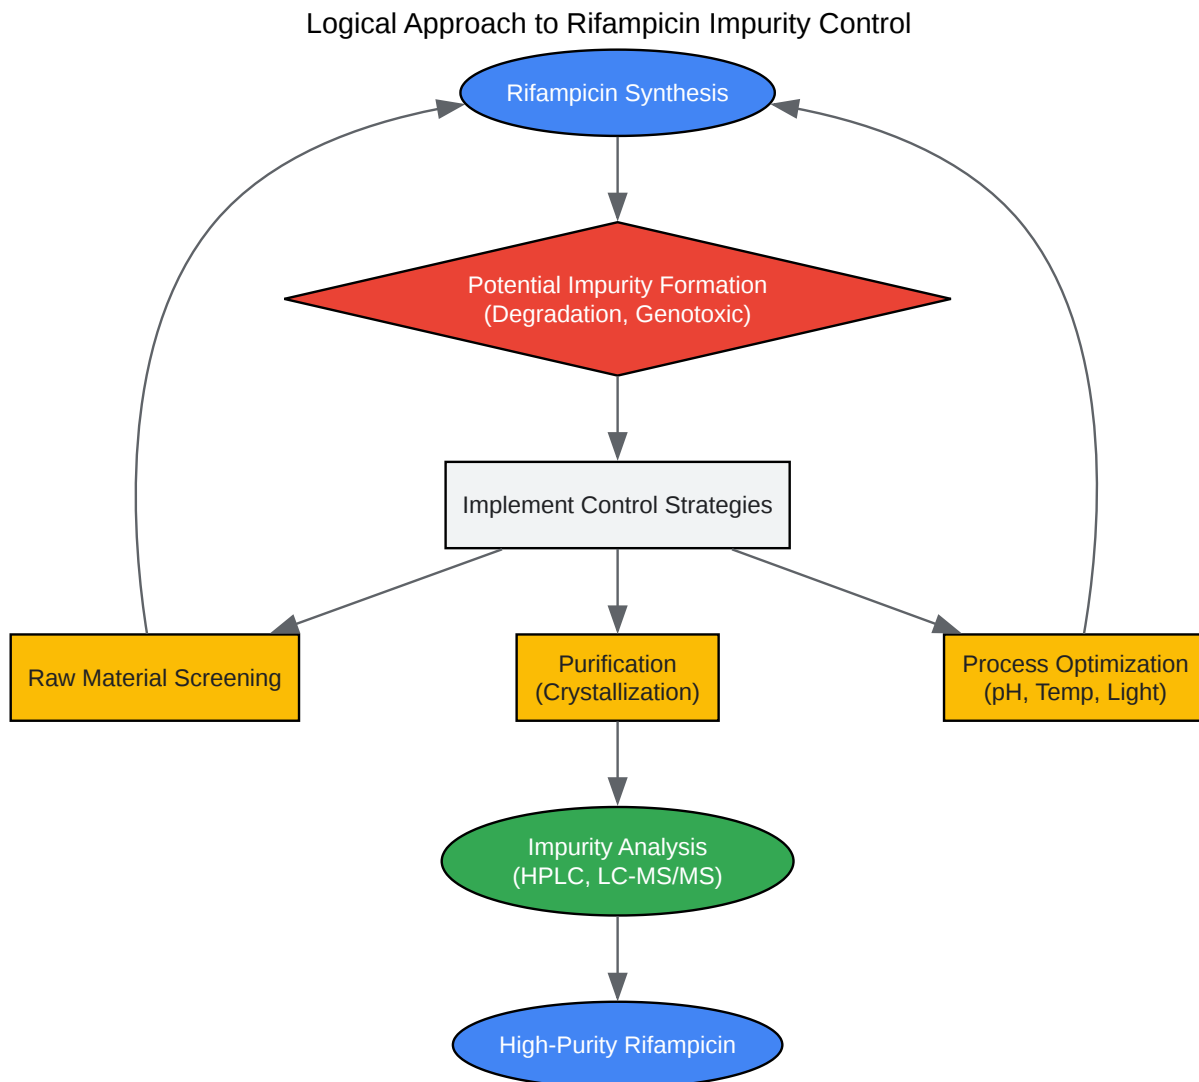 Logical Approach to Rifampicin Impurity Control
Rifampicin Synthesis
Potential Impurity Formation
(Degradation, Genotoxic)
Implement Control Strategies
Raw Material Screening
Purification
(Crystallization)
Process Optimization
(pH, Temp, Light)
Impurity Analysis
(HPLC, LC-MS/MS)
High-Purity Rifampicin